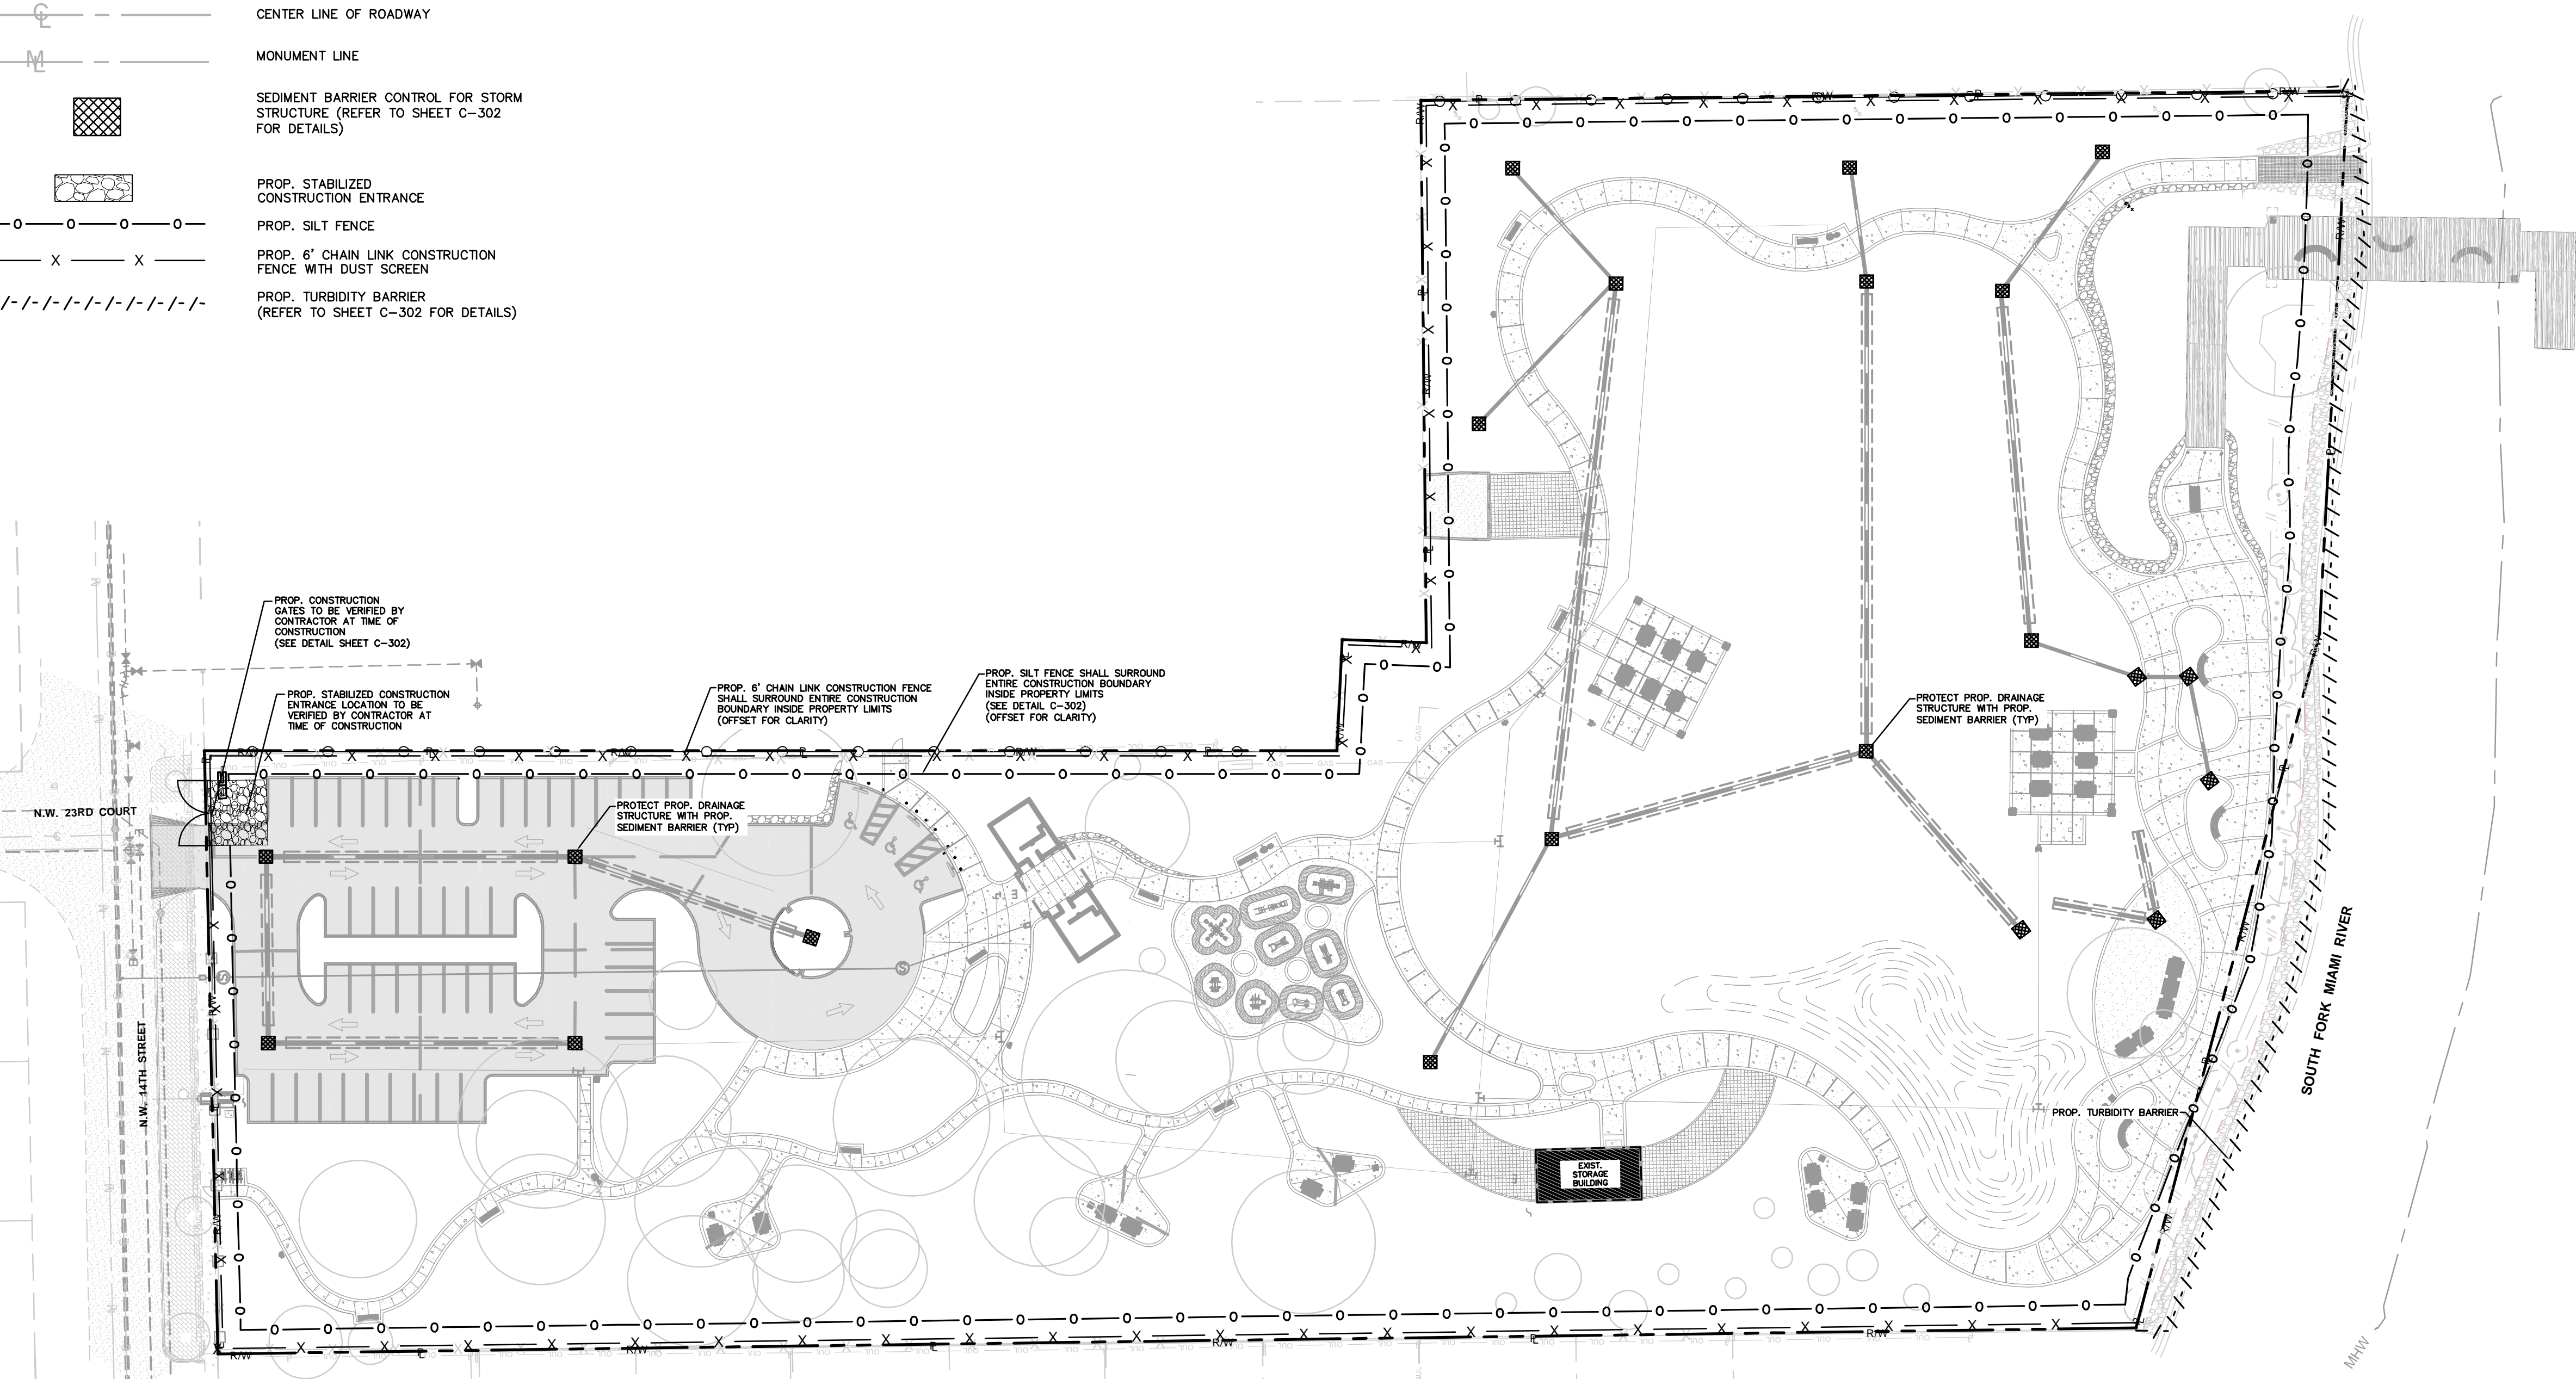 CENTER LINE OF ROADWAY
MONUMENT LINE
SEDIMENT BARRIER CONTROL FOR STORM
STRUCTURE (REFER TO SHEET C-302
FOR DETAILS)
PROP. STABILIZED
CONSTRUCTION ENTRANCE
PROP. SILT FENCE
PROP. 6' CHAIN LINK CONSTRUCTION
FENCE WITH DUST SCREEN
PROP. TURBIDITY BARRIER
(REFER TO SHEET C-302 FOR DETAILS)
PROP. CONSTRUCTION
GATES TO BE VERIFIED BY
CONTRACTOR AT TIME OF
CONSTRUCTION
(SEE DETAIL SHEET C-302)
PROP. STABILIZED CONSTRUCTION
ENTRANCE LOCATION TO BE
VERIFIED BY CONTRACTOR AT
TIME OF CONSTRUCTION
PROP. 6' CHAIN LINK CONSTRUCTION FENCE
SHALL SURROUND ENTIRE CONSTRUCTION
BOUNDARY INSIDE PROPERTY LIMITS
(OFFSET FOR CLARITY)
PROP. SILT FENCE SHALL SURROUND
ENTIRE CONSTRUCTION BOUNDARY
INSIDE PROPERTY LIMITS
(SEE DETAIL C-302)
(OFFSET FOR CLARITY)
PROTECT PROP. DRAINAGE
STRUCTURE WITH PROP.
SEDIMENT BARRIER (TYP)
PROTECT PROP. DRAINAGE
STRUCTURE WITH PROP.
SEDIMENT BARRIER (TYP)
N.W. 23RD COURT
N.W. 14TH STREET
EXIST.
STORAGE
BUILDING
PROP. TURBIDITY BARRIER
SOUTH FORK MIAMI RIVER
MHW